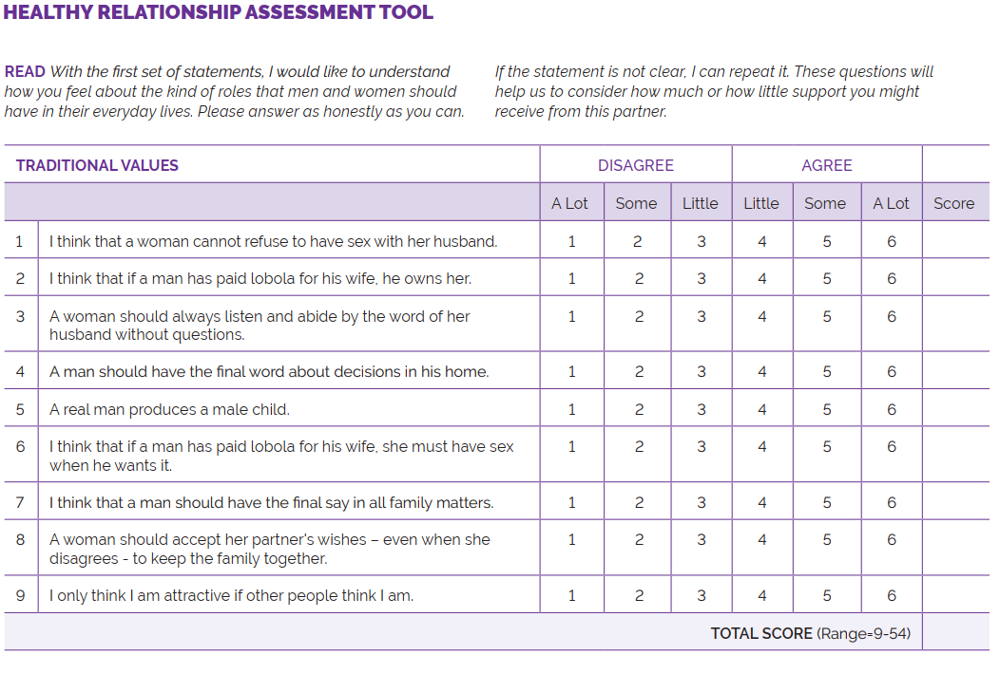 HEALTHY RELATIONSHIP ASSESSMENT TOOL
READ With the first set of statements, I would like to understand
how you feel about the kind of roles that men and women should
have in their everyday lives. Please answer as honestly as you can.
If the statement is not clear, I can repeat it. These questions will
help us to consider how much or how little support you might
receive from this partner.
TRADITIONAL VALUES DISAGREE AGREE
A Lot Some Little Little Some A Lot Score
1 I think that a woman cannot refuse to have sex with her husband. 1 2 3 4 5 6
2 I think that if a man has paid lobola for his wife, he owns her. 1 2 3 4 5 6
3 A woman should always listen and abide by the word of her 1 2 3 4 5 6
husband without questions.
4 A man should have the final word about decisions in his home. 1 2 3 4 5 6
5 A real man produces a male child. 1 2 3 4 5 6
6 I think that if a man has paid lobola for his wife, she must have sex 1 2 3 4 5 6
when he wants it.
7 I think that a man should have the final say in all family matters. 1 2 3 4 5 6
8 A woman should accept her partner's wishes – even when she 1 2 3 4 5 6
disagrees - to keep the family together.
9 I only think I am attractive if other people think I am. 1 2 3 4 5 6
TOTAL SCORE (Range=9-54)